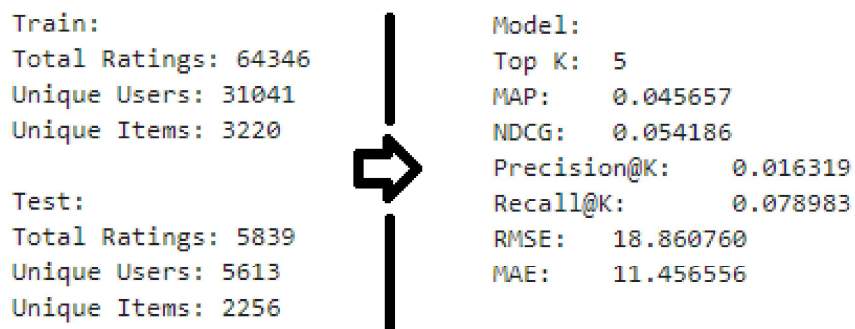 Train:
Total Ratings: 64346
Unique Users: 31041
Unique Items: 3220
Test:
Total Ratings: 5839
Unique Users: 5613
Unique Items: 2256
Model:
Top K: 5
MAP: 0.045657
NDCG: 0.054186
Precision@K: 0.016319
Recall@K: 0.078983
RMSE: 18.860760
MAE: 11.456556